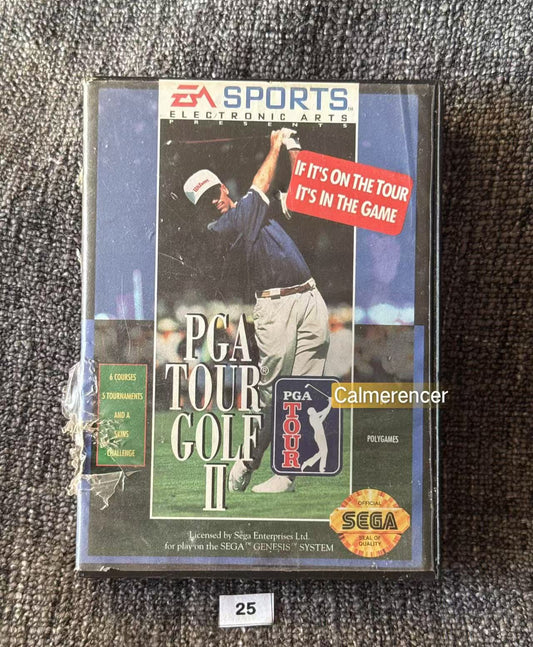 EA SPORTS™
ELECTRONIC ARTS
PRESENTS
Wilson
IF IT'S ON THE TOUR
IT'S IN THE GAME
PGA
TOUR®
GOLF
II
6 COURSES
5 TOURNAMENTS
AND A
SKINS
CHALLENGE
PGA
TOUR
Calmerencer
POLYGAMES
OFFICIAL
SEGA
SEAL OF
QUALITY
Licensed by Sega Enterprises Ltd.
for play on the SEGA™ GENESIS™ SYSTEM
25